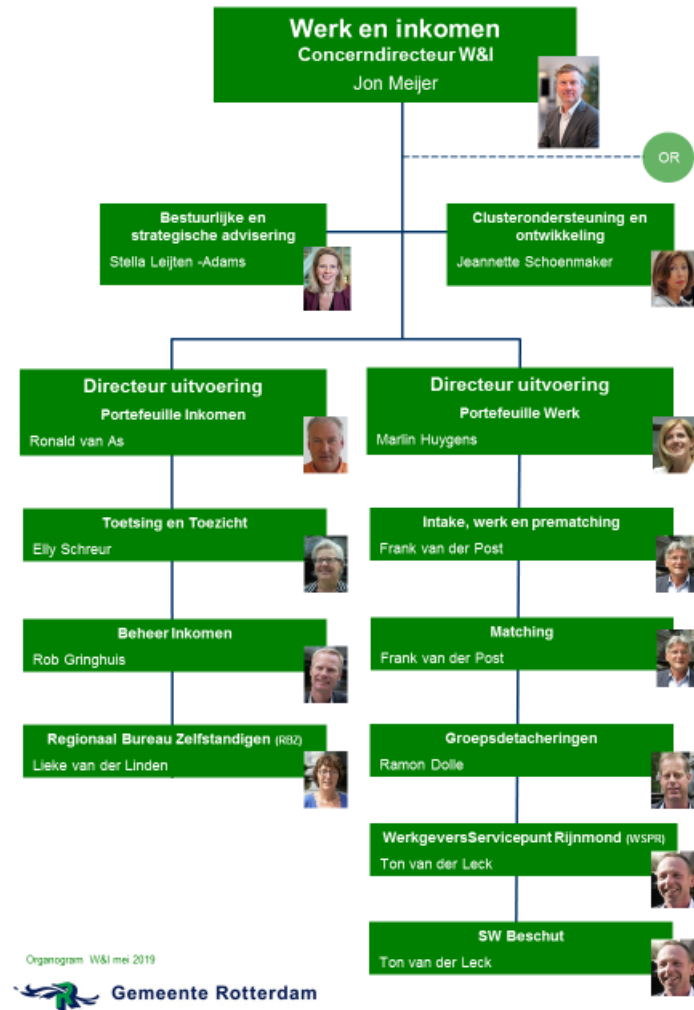 Werk en inkomen
Concerndirecteur W&I
Jon Meijer
OR
Bestuurlijke en
strategische advisering
Stella Leijten -Adams
Clusterondersteuning en
ontwikkeling
Jeannette Schoenmaker
Directeur uitvoering
Portefeuille Inkomen
Ronald van As
Directeur uitvoering
Portefeuille Werk
Marlin Huygens
Toetsing en Toezicht
Elly Schreur
Intake, werk en prematching
Frank van der Post
Beheer Inkomen
Rob Gringhuis
Matching
Frank van der Post
Regionaal Bureau Zelfstandigen (RBZ)
Lieke van der Linden
Groepsdetacheringen
Ramon Dolle
WerkgeversServicepunt Rijnmond (WSPR)
Ton van der Leck
SW Beschut
Ton van der Leck
Organogram W&I mei 2019
Gemeente Rotterdam